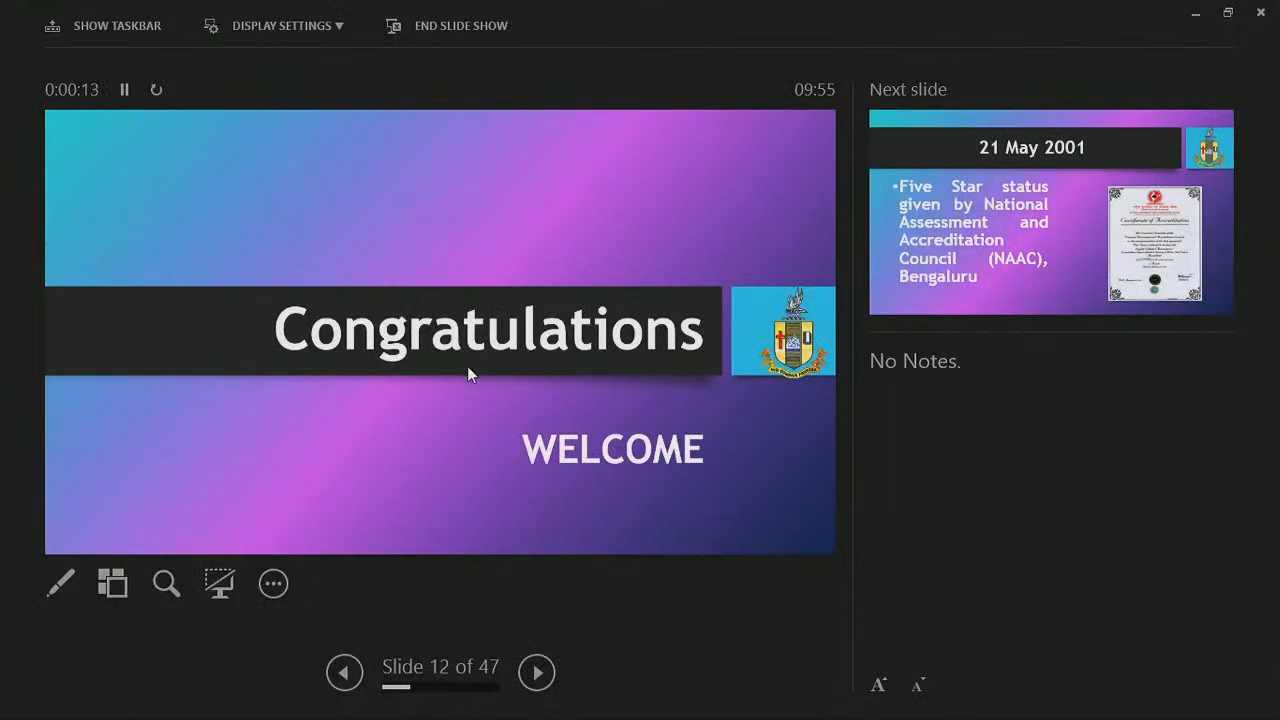 SHOW TASKBAR
DISPLAY SETTINGS ▼
END SLIDE SHOW
0:00:13
09:55
Next slide
Congratulations
WELCOME
21 May 2001
•Five Star status
given by National
Assessment and
Accreditation
Council (NAAC),
Bengaluru
Certificate of Accreditation
No Notes.
Slide 12 of 47
A
A